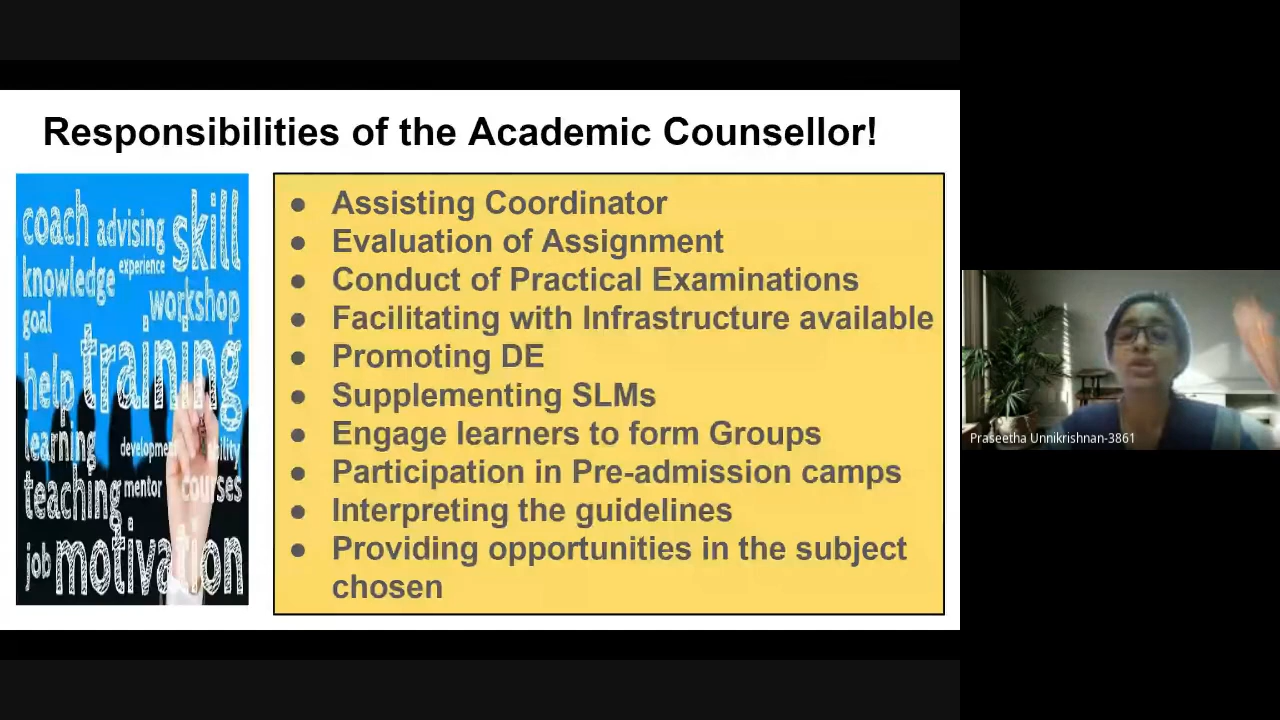 Responsibilities of the Academic Counsellor!
coach advising skill
knowledge experience
goal workshop
help training
learning development ability
teaching mentor courses
job motivation
● Assisting Coordinator
● Evaluation of Assignment
● Conduct of Practical Examinations
● Facilitating with Infrastructure available
● Promoting DE
● Supplementing SLMs
● Engage learners to form Groups
● Participation in Pre-admission camps
● Interpreting the guidelines
● Providing opportunities in the subject
chosen
Praseetha Unnikrishnan-3861